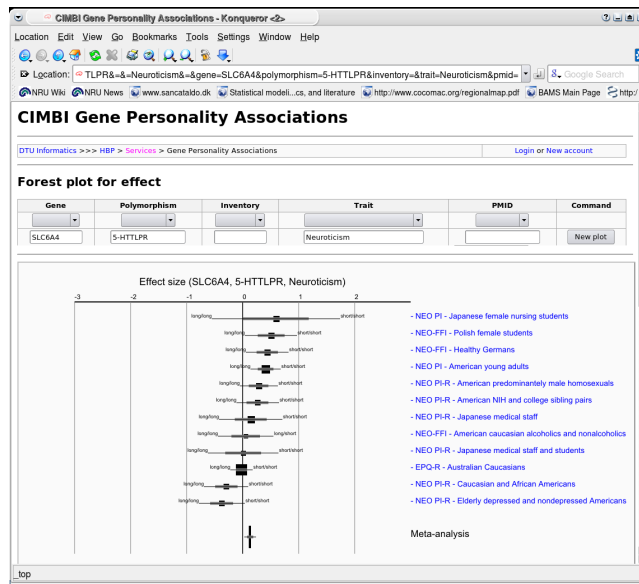 CIMBI Gene Personality Associations - Konqueror <2>
Location Edit View Go Bookmarks Tools Settings Window Help
Location: TLPR&=&=Neuroticism&=&gene=SLC6A4&polymorphism=5-HTTLPR&inventory=&trait=Neuroticism&pmid= Google Search
NRU Wiki NRU News www.sancataldo.dk Statistical modeli...cs, and literature http://www.cocomac.org/regionalmap.pdf BAMS Main Page http:/
CIMBI Gene Personality Associations
DTU Informatics >>> HBP > Services > Gene Personality Associations Login or New account
Forest plot for effect
Gene Polymorphism Inventory Trait PMID Command
SLC6A4 5-HTTLPR Neuroticism New plot
Effect size (SLC6A4, 5-HTTLPR, Neuroticism)
-3 -2 -1 0 1 2
long/long short/short - NEO PI - Japanese female nursing students
long/long short/short - NEO-FFI - Polish female students
long/long short/short - NEO-FFI - Healthy Germans
long/long short/short - NEO PI - American young adults
long/long short/short - NEO PI-R - American predominantly male homosexuals
long/long short/short - NEO PI-R - American NIH and college sibling pairs
long/long short/short - NEO PI-R - Japanese medical staff
long/long long/short - NEO-FFI - American caucasian alcoholics and nonalcoholics
long/long short/short - NEO PI-R - Japanese medical staff and students
long/long short/short - EPQ-R - Australian Caucasians
long/long short/short - NEO PI-R - Caucasian and African Americans
long/long short/short - NEO PI-R - Elderly depressed and nondepressed Americans
Meta-analysis
_top